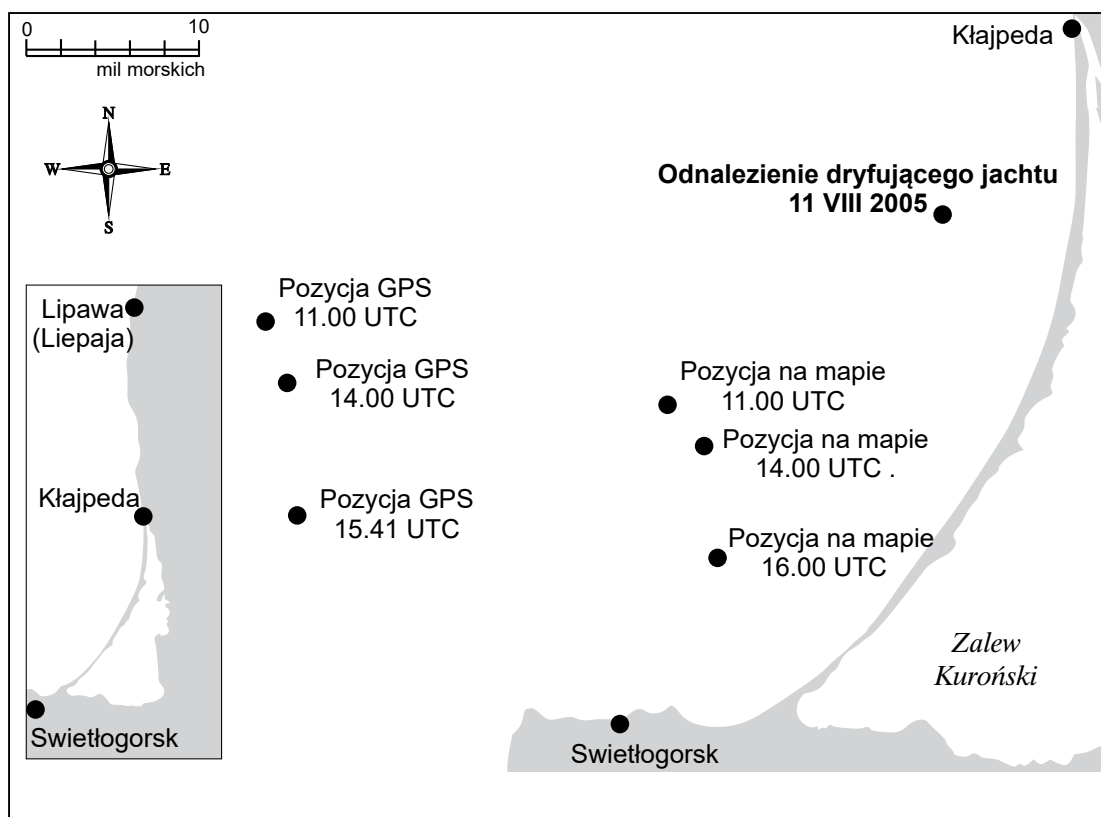 0 10
mil morskich
N
W E
S
Kłajpeda
Odnalezienie dryfującego jachtu
11 VIII 2005
Lipawa
(Liepaja)
Kłajpeda
Swietłogorsk
Pozycja GPS
11.00 UTC
Pozycja GPS
14.00 UTC
Pozycja GPS
15.41 UTC
Pozycja na mapie
11.00 UTC
Pozycja na mapie
14.00 UTC .
Pozycja na mapie
16.00 UTC
Zalew
Kuroński
Swietłogorsk